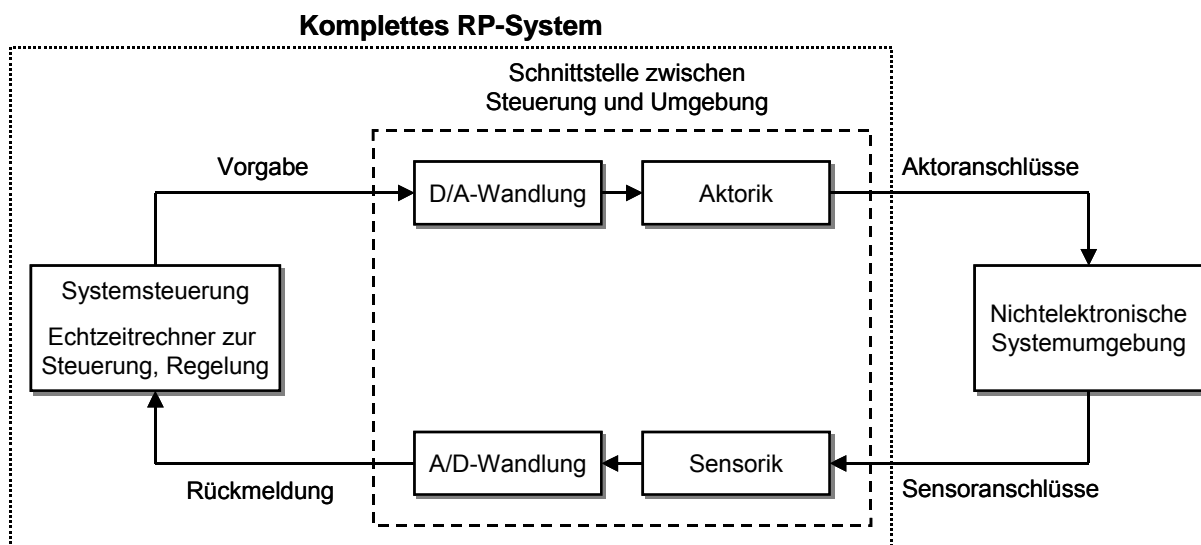 Komplettes RP-System
Schnittstelle zwischen
Steuerung und Umgebung
Vorgabe
D/A-Wandlung
Aktorik
Aktoranschlüsse
Systemsteuerung
Echtzeitrechner zur
Steuerung, Regelung
Nichtelektronische
Systemumgebung
Rückmeldung
A/D-Wandlung
Sensorik
Sensoranschlüsse